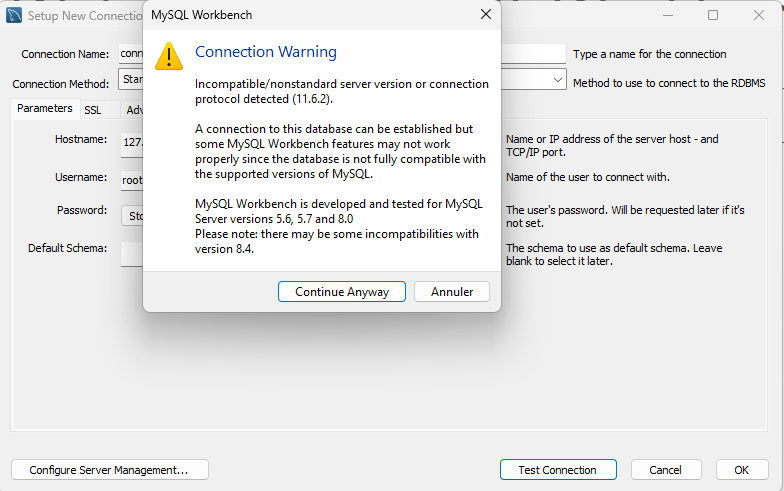 Setup New Connection
MySQL Workbench
Connection Warning
Incompatible/nonstandard server version or connection
protocol detected (11.6.2).
A connection to this database can be established but
some MySQL Workbench features may not work
properly since the database is not fully compatible with
the supported versions of MySQL.
MySQL Workbench is developed and tested for MySQL
Server versions 5.6, 5.7 and 8.0
Please note: there may be some incompatibilities with
version 8.4.
Continue Anyway
Annuler
Connection Name:
conn
Type a name for the connection
Connection Method:
Stan
Method to use to connect to the RDBMS
Parameters
SSL
Adv
Hostname:
127.
Name or IP address of the server host - and
TCP/IP port.
Username:
root
Name of the user to connect with.
Password:
Sto
The user's password. Will be requested later if it's
not set.
Default Schema:
The schema to use as default schema. Leave
blank to select it later.
Configure Server Management...
Test Connection
Cancel
OK